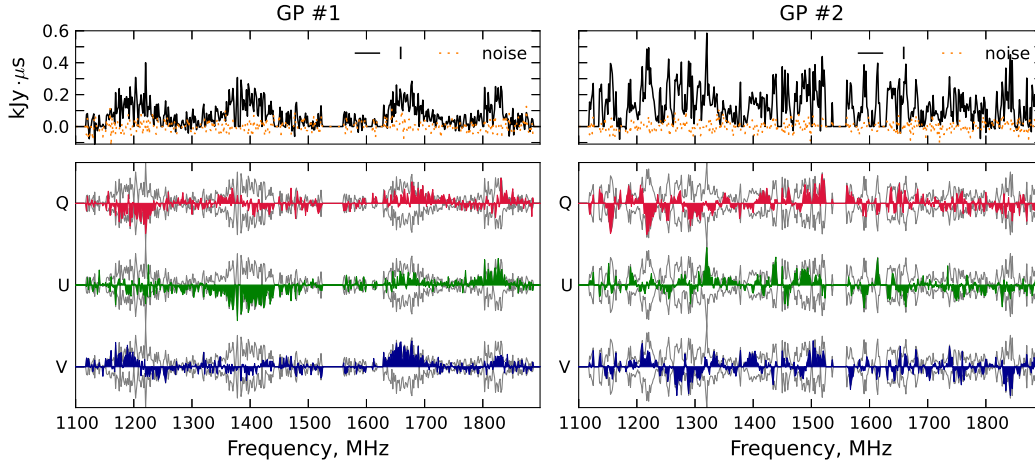 GP #1
GP #2
kJy·μs
0.6
0.4
0.2
0.0
I
noise
I
noise
Q
U
V
Q
U
V
1100 1200 1300 1400 1500 1600 1700 1800
1100 1200 1300 1400 1500 1600 1700 1800
Frequency, MHz
Frequency, MHz